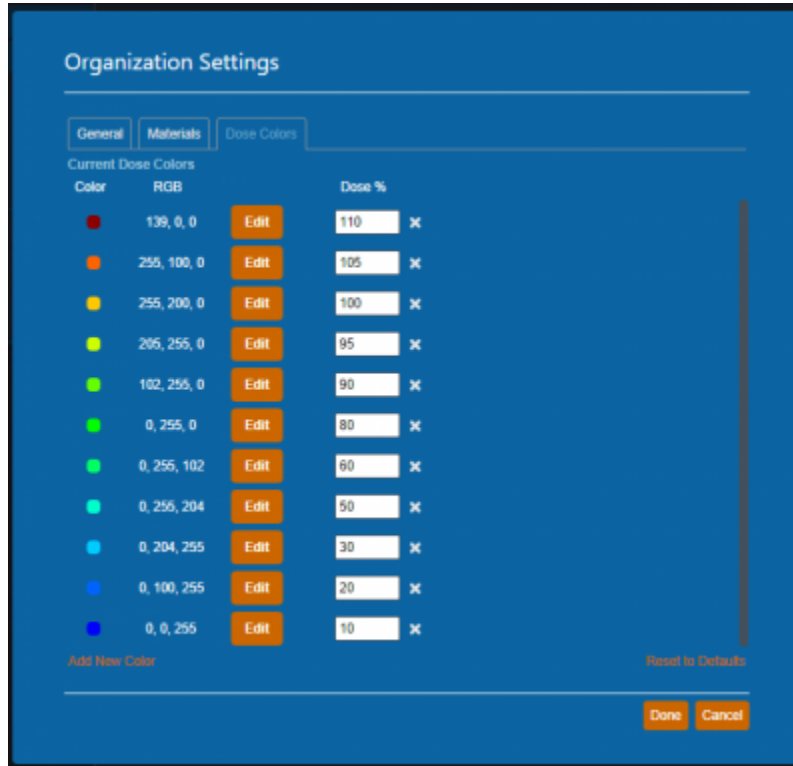 Organization Settings
General Materials Dose Colors
Current Dose Colors
Color RGB Dose %
139, 0, 0 Edit 110
255, 100, 0 Edit 105
255, 200, 0 Edit 100
205, 255, 0 Edit 95
102, 255, 0 Edit 90
0, 255, 0 Edit 80
0, 255, 102 Edit 60
0, 255, 204 Edit 50
0, 204, 255 Edit 30
0, 100, 255 Edit 20
0, 0, 255 Edit 10
Add New Color Reset to Defaults
Done Cancel